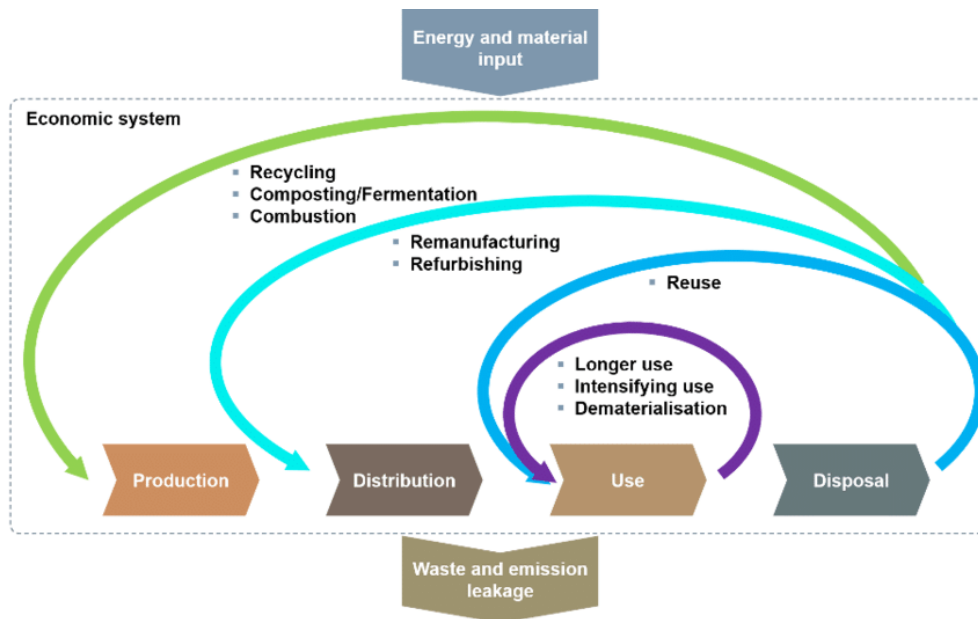 Energy and material
input
Economic system
Recycling
Composting/Fermentation
Combustion
Remanufacturing
Refurbishing
Reuse
Longer use
Intensifying use
Dematerialisation
Production
Distribution
Use
Disposal
Waste and emission
leakage